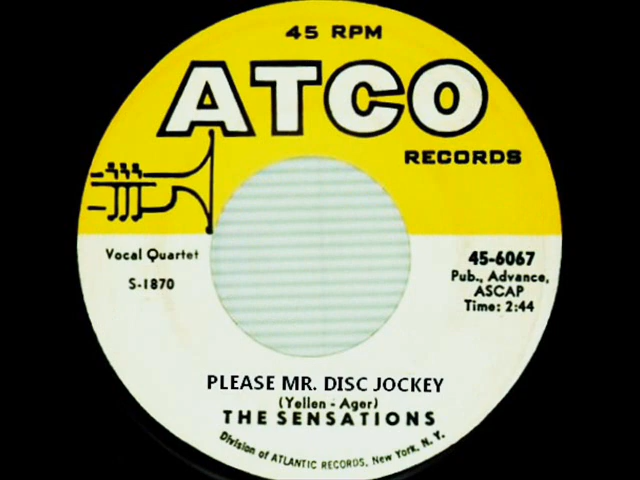 45 RPM
ATCO
RECORDS
Vocal Quartet
S-1870
45-6067
Pub., Advance,
ASCAP
Time: 2:44
PLEASE MR. DISC JOCKEY
(Yellen - Ager)
THE SENSATIONS
Division of ATLANTIC RECORDS, New York, N. Y.